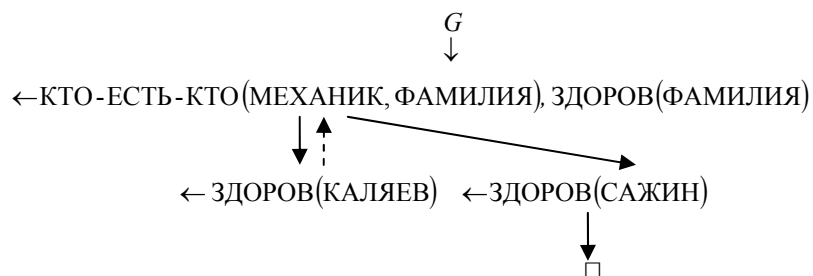 G
←КТО-ЕСТЬ-КТО(МЕХАНИК, ФАМИЛИЯ), ЗДОРОВ(ФАМИЛИЯ)
← ЗДОРОВ(КАЛЯЕВ) ←ЗДОРОВ(САЖИН)